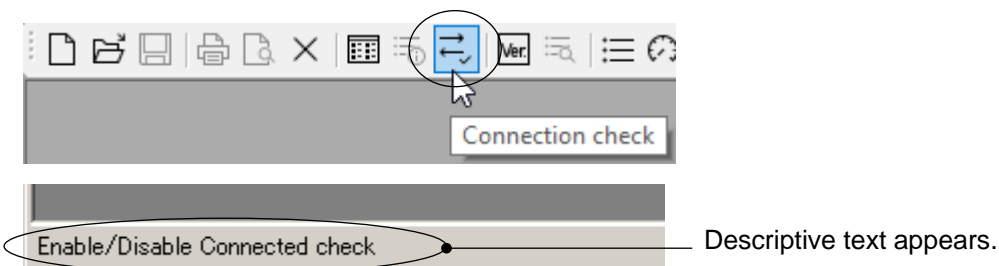 Ver.
Connection check
Enable/Disable Connected check
Descriptive text appears.